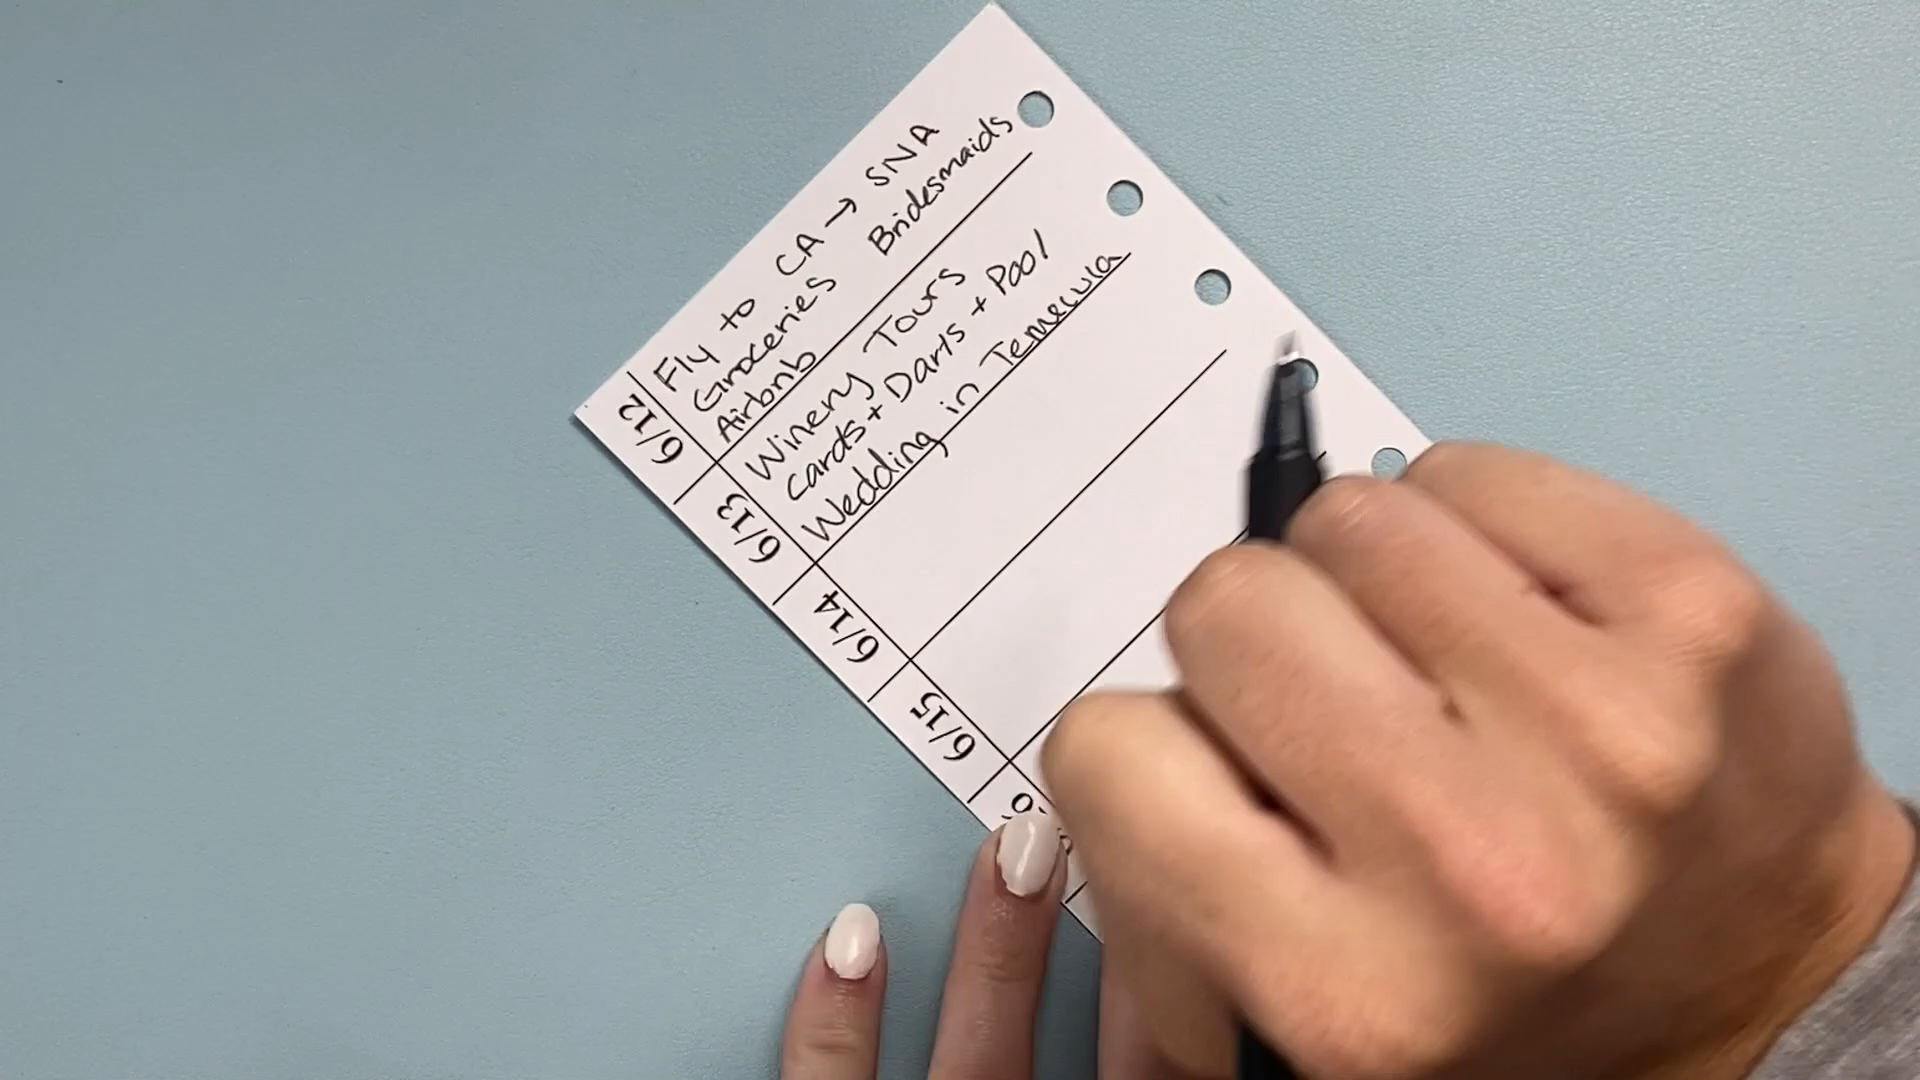 6/12
Fly to CA → SNA
Groceries Bridesmaids
Airbnb
6/13
Winery Tours
Cards + Darts + Pool
6/14
Wedding in Temecula
6/15